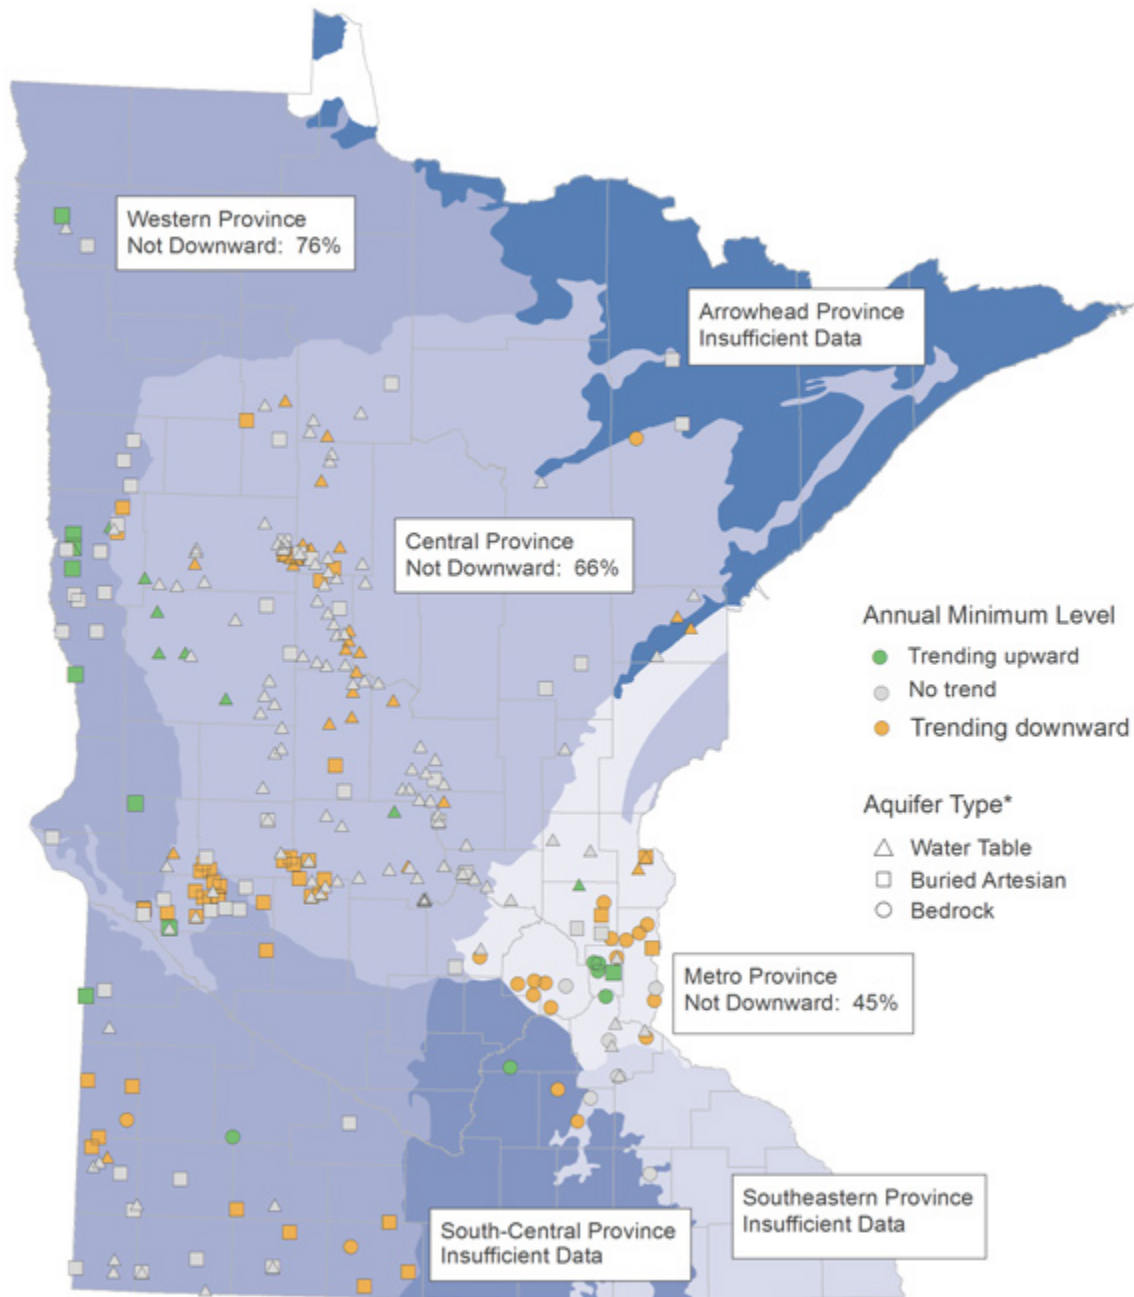 Western Province
Not Downward: 76%
Arrowhead Province
Insufficient Data
Central Province
Not Downward: 66%
Annual Minimum Level
Trending upward
No trend
Trending downward
Aquifer Type*
Water Table
Buried Artesian
Bedrock
Metro Province
Not Downward: 45%
Southeastern Province
Insufficient Data
South-Central Province
Insufficient Data